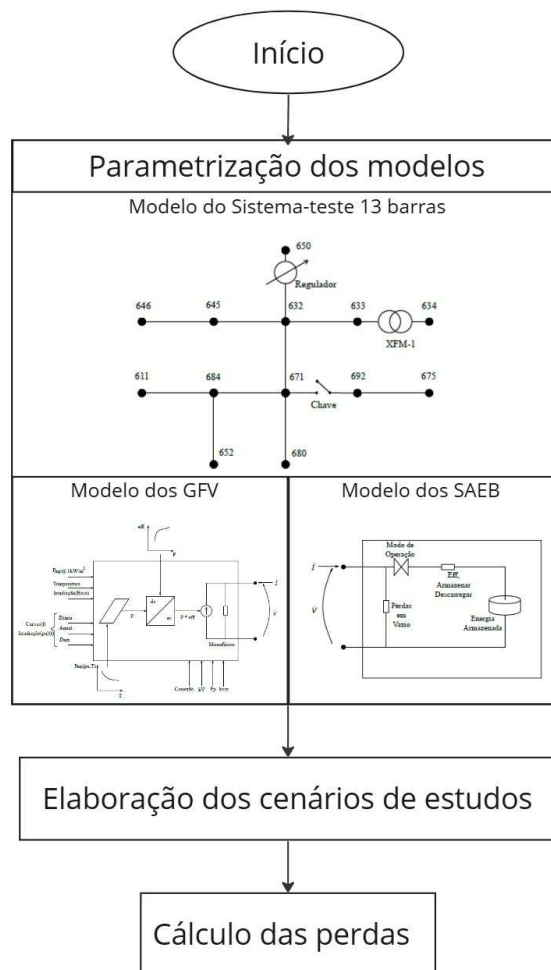 Início
Parametrização dos modelos
Modelo do Sistema-teste 13 barras
650
Regulador
646 645 632 633 634
XFM-1
611 684 671 692 675
Chave
652 680
Modelo dos GFV
eff
P
Temperatura
Irradiação(Base)
Diária
Anual
Duty
P
dc
ac
P * eff
i
V
Monofásico
T
Conexão kV Fp
Modelo dos SAEB
Modo de
Operação
i
V
Eff,
Armazenar
Descarregar
Perdas
em
Vazio
Energia
Armazenada
Elaboração dos cenários de estudos
Cálculo das perdas